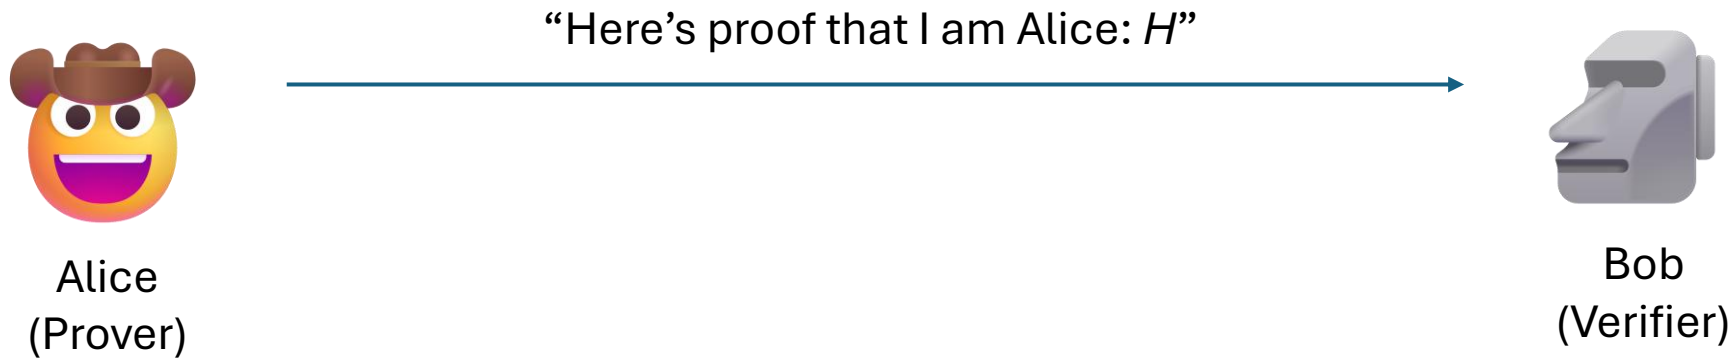 “Here’s proof that I am Alice: H”
Alice
(Prover)
Bob
(Verifier)